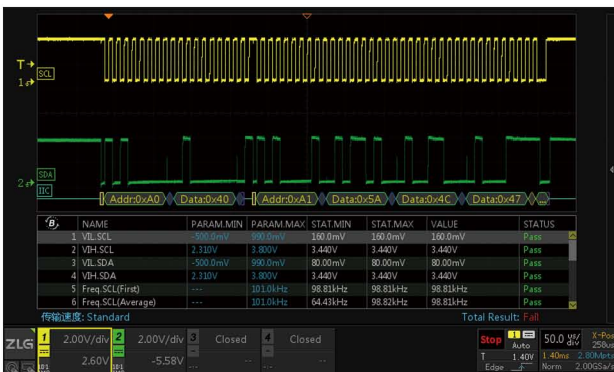 T
1
SCL
2
SDA
IIC
Addr:0xA0 Data:0x40 Addr:0xA1 Data:0x5A Data:0x4C Data:0x47 ...
B NAME PARAM.MIN PARAM.MAX STAT.MIN STAT.MAX VALUE STATUS
1 VIL.SCL -500.0mV 990.0mV 160.0mV 160.0mV 160.0mV Pass
2 VIH.SCL 2.310V 3.800V 3.440V 3.440V 3.440V Pass
3 VIL.SDA -500.0mV 990.0mV 80.00mV 80.00mV 80.00mV Pass
4 VIH.SDA 2.310V 3.800V 3.440V 3.440V 3.440V Pass
5 Freq.SCL(First) --- 101.0kHz 98.81kHz 98.81kHz 98.81kHz Pass
6 Freq.SCL(Average) --- 101.0kHz 64.43kHz 98.82kHz 98.81kHz Pass
传输速度: Standard Total Result: Fail
ZLG 1 2.00V/div 2 2.00V/div 3 Closed 4 Closed Stop 1 Auto 50.0 us/div X-Pos
2.60V -5.58V 250us
T 1.40V 1.40ms 2.80Mpts
Edge Norm 2.00GSa/s